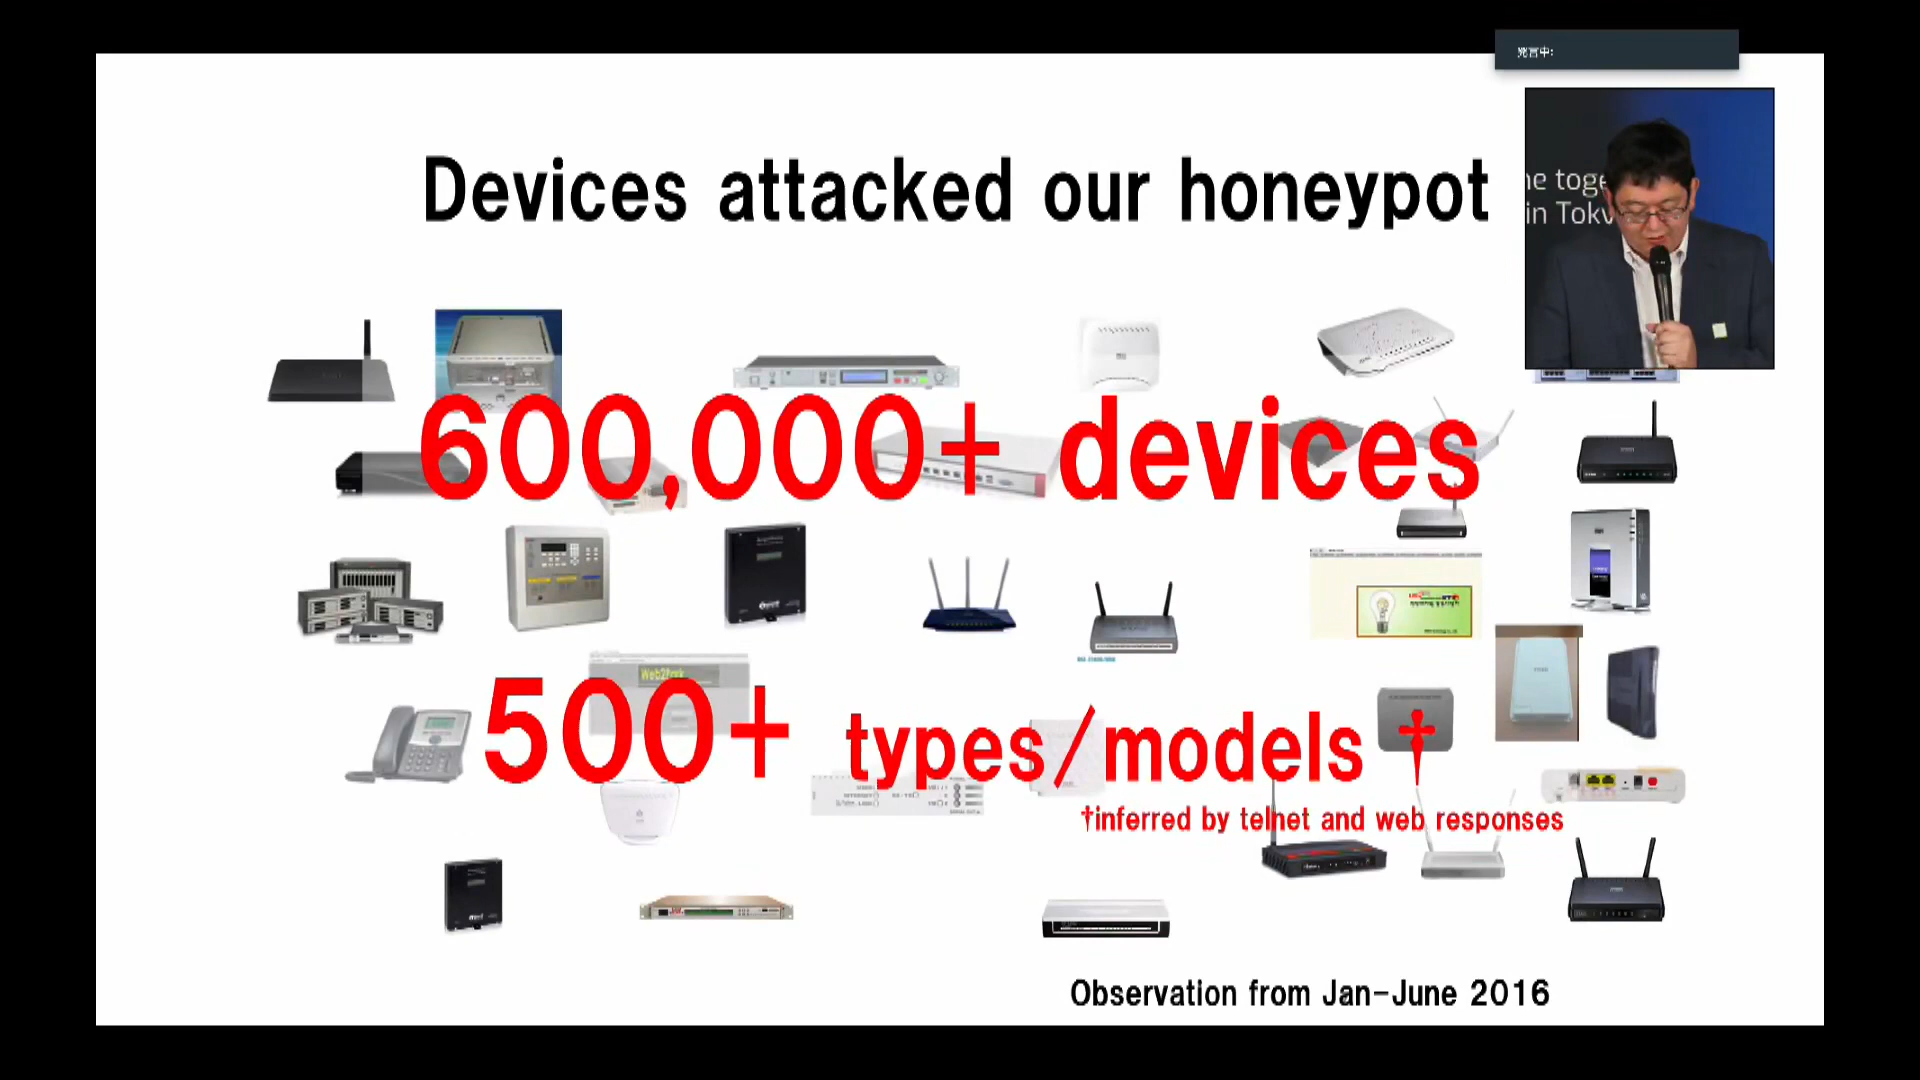 発言中:
Devices attacked our honeypot
600,000+ devices
500+ types/models †
†inferred by telnet and web responses
Observation from Jan-June 2016